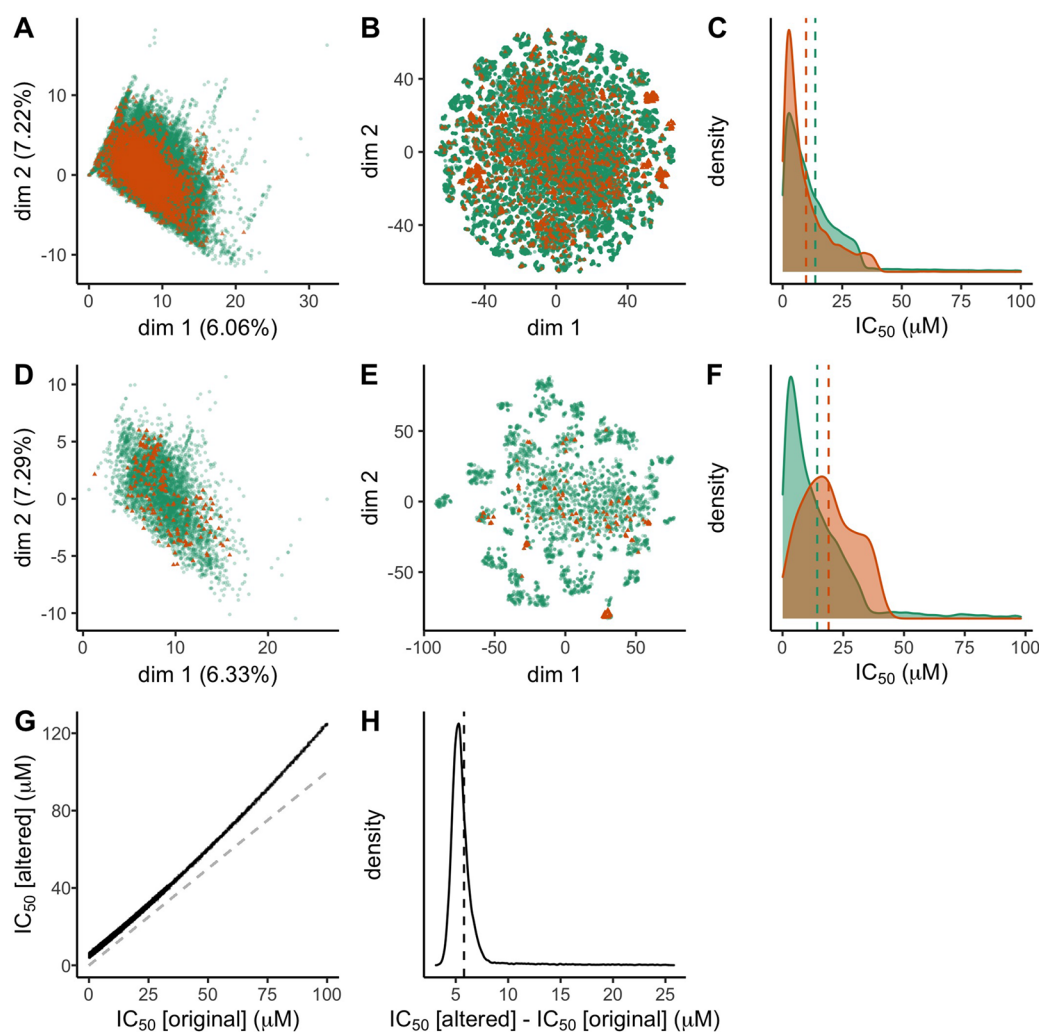 A
dim 2 (7.22%)
10
0
-10
0
10
20
30
dim 1 (6.06%)
B
dim 2
40
0
-40
-40
0
40
dim 1
C
density
0
25
50
75
100
IC50 (μM)
D
dim 2 (7.29%)
10
5
0
-5
-10
0
10
20
dim 1 (6.33%)
E
dim 2
50
0
-50
-100
-50
0
50
dim 1
F
density
0
25
50
75
100
IC50 (μM)
G
IC50 [altered] (μM)
120
80
40
0
0
25
50
75
100
IC50 [original] (μM)
H
density
5
10
15
20
25
IC50 [altered] - IC50 [original] (μM)